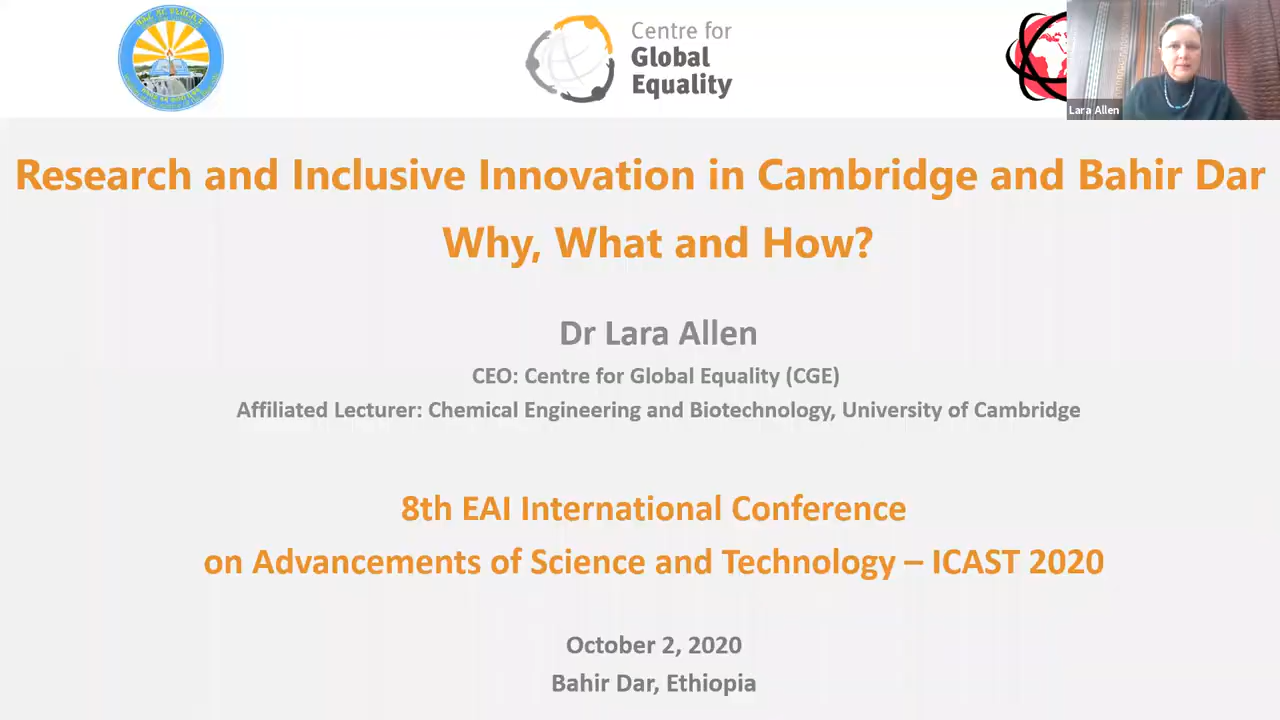 Centre for
Global
Equality
Lara Allen
Research and Inclusive Innovation in Cambridge and Bahir Dar
Why, What and How?
Dr Lara Allen
CEO: Centre for Global Equality (CGE)
Affiliated Lecturer: Chemical Engineering and Biotechnology, University of Cambridge
8th EAI International Conference
on Advancements of Science and Technology – ICAST 2020
October 2, 2020
Bahir Dar, Ethiopia